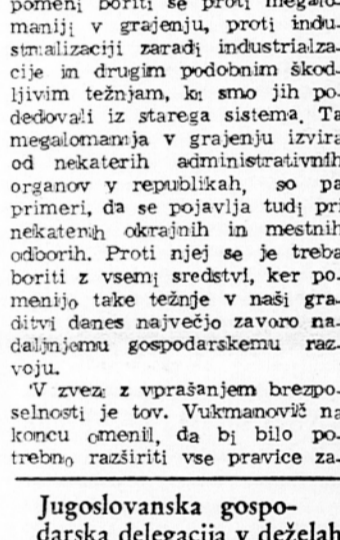 pomeni boriti se proti megalo-
maniji v grajenju, proti indu-
strializaciji zaradi industrializa-
cije in drugim podobnim škod-
ljivim težnjam, ki smo jih po-
dedovali iz starega sistema. Ta
megalomanija v grajenju izvira
od nekaterih administrativnih
organov v republikah, so pa
primeri, da se pojavlja tudi pri
nekaterih okrajnih in mestnih
odborih. Proti njej se je treba
boriti z vsemi sredstvi, ker po-
menijo take težnje v naši gra-
ditvi danes največjo zavoro na-
daljnjemu gospodarskemu raz-
voju.
V zvezi z vprašanjem brezpo-
selnosti je tov. Vukmanović na
koncu omenil, da bi bilo po-
trebno razširiti vse pravice za-
Jugoslovanska gospo-
darska delegacija v deželah